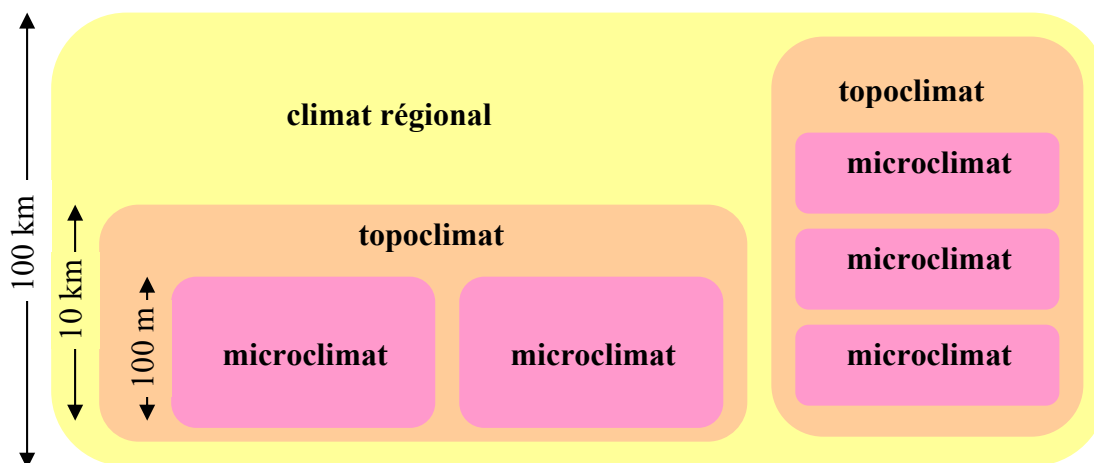 100 km
climat régional
10 km
topoclimat
100 m
microclimat
microclimat
topoclimat
microclimat
microclimat
microclimat